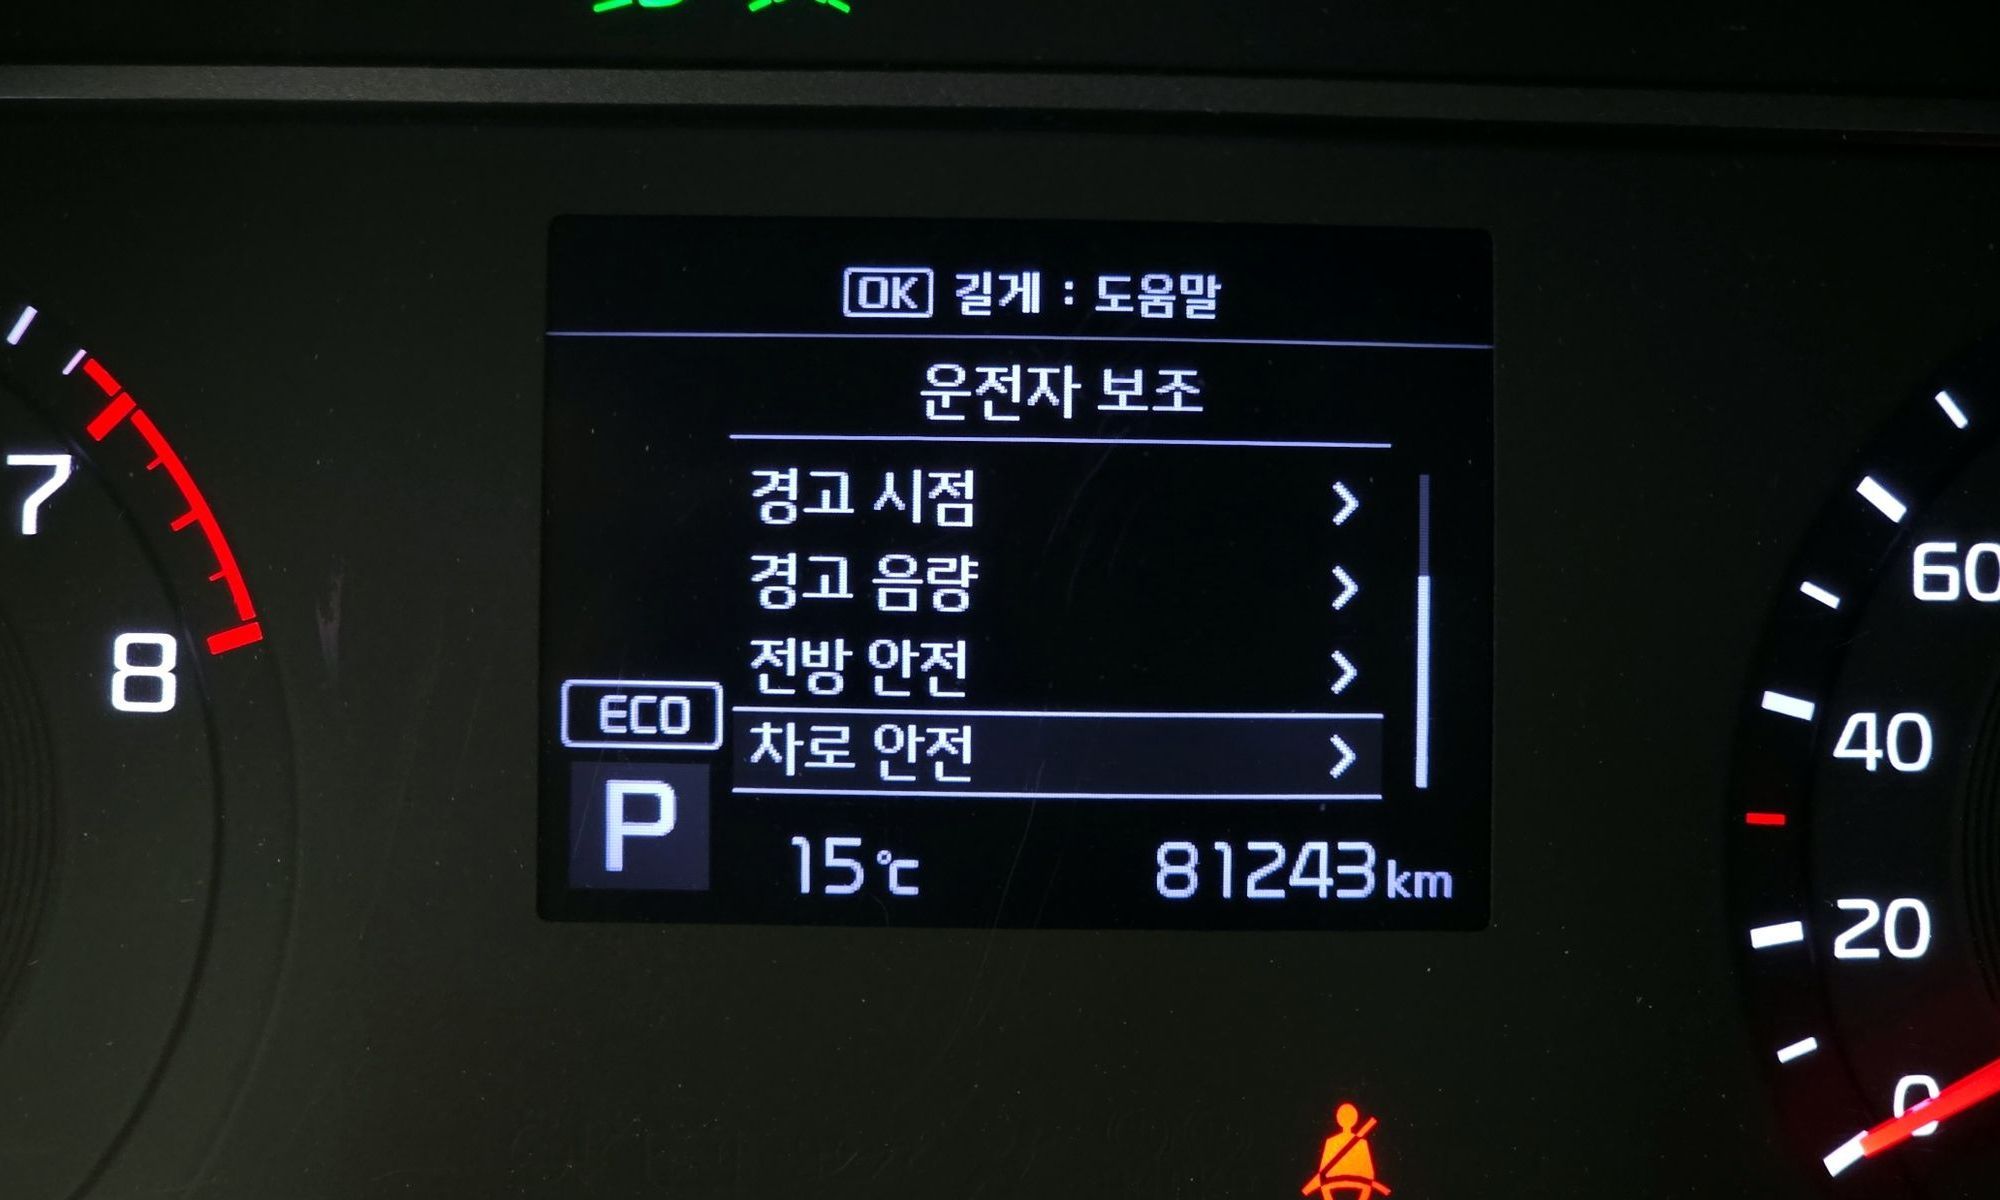 OK 길게 : 도움말
운전자 보조
경고 시점
경고 음량
전방 안전
ECO 차로 안전
P
15℃ 81243km
7
8
60
40
20
0